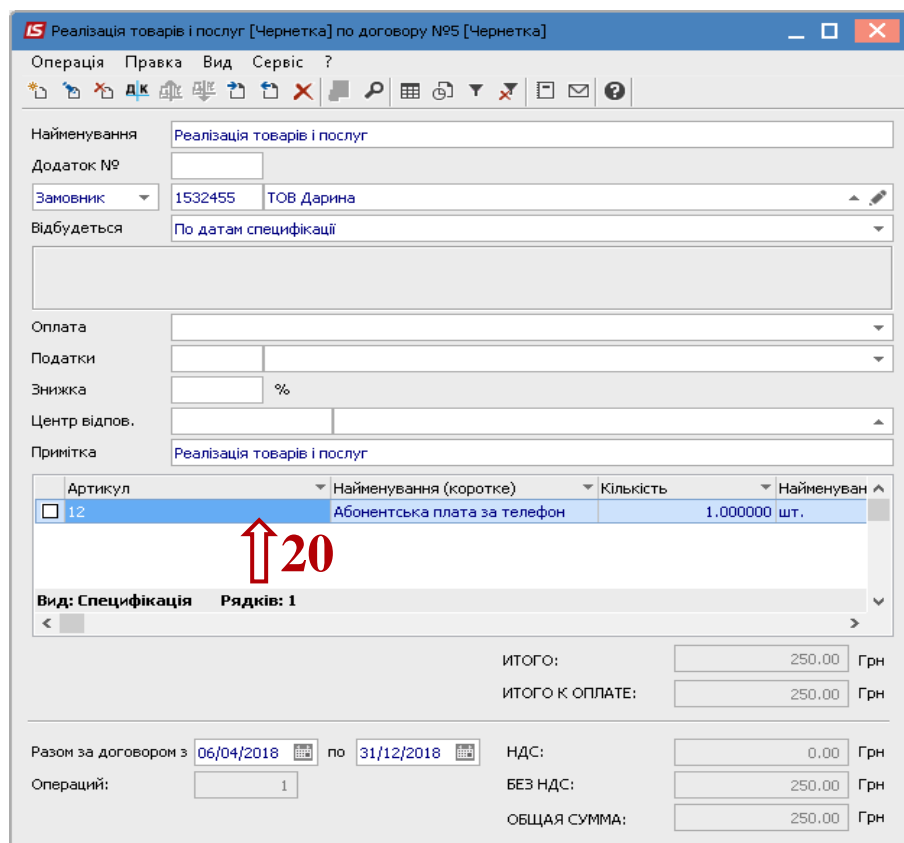 IS Реалізація товарів і послуг [Чернетка] по договору №5 [Чернетка]
Операція Правка Вид Сервіс ?
Найменування Реалізація товарів і послуг
Додаток №
Замовник 1532455 ТОВ Дарина
Відбудеться По датам специфікації
Оплата
Податки
Знижка %
Центр відпов.
Примітка Реалізація товарів і послуг
Артикул Найменування (коротке) Кількість Найменуван
12 Абонентська плата за телефон 1.000000 шт.
20
Вид: Специфікація Рядків: 1
ИТОГО: 250.00 Грн
ИТОГО К ОПЛАТЕ: 250.00 Грн
Разом за договором з 06/04/2018 по 31/12/2018 НДС: 0.00 Грн
Операций: 1 БЕЗ НДС: 250.00 Грн
ОБЩАЯ СУММА: 250.00 Грн